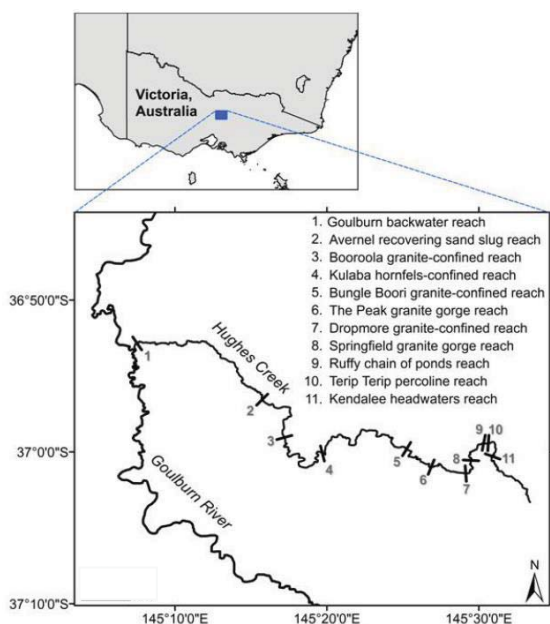 Victoria,
Australia
1. Goulburn backwater reach
2. Avernel recovering sand slug reach
3. Booroola granite-confined reach
4. Kulaba hornfels-confined reach
5. Bungle Boori granite-confined reach
6. The Peak granite gorge reach
7. Dropmore granite-confined reach
8. Springfield granite gorge reach
9. Ruffy chain of ponds reach
10. Terip Terip percoline reach
11. Kendalee headwaters reach
36°50'0"S
37°0'0"S
37°10'0"S
Hughes Creek
Goulburn River
1
2
3
4
5
6
7
8
9
10
11
N
145°10'0"E
145°20'0"E
145°30'0"E